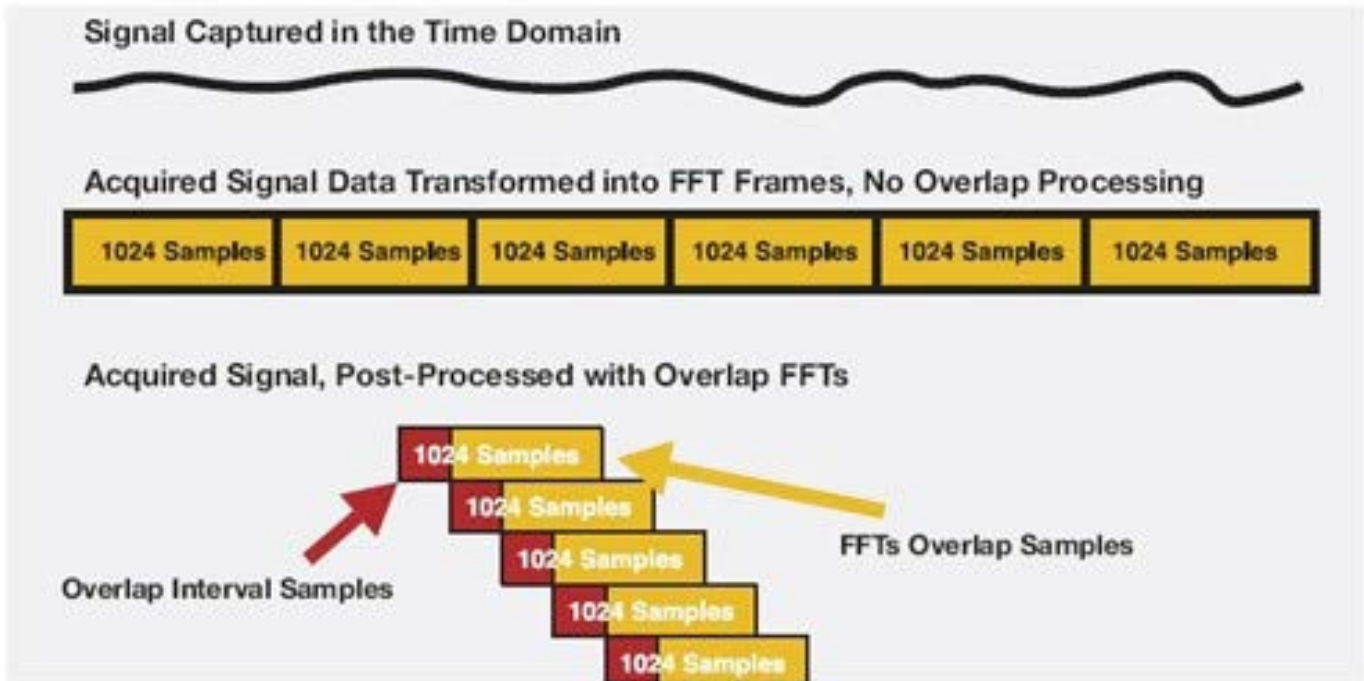 Signal Captured in the Time Domain
Acquired Signal Data Transformed into FFT Frames, No Overlap Processing
1024 Samples 1024 Samples 1024 Samples 1024 Samples 1024 Samples 1024 Samples
Acquired Signal, Post-Processed with Overlap FFTs
1024 Samples
1024 Samples
1024 Samples
FFTs Overlap Samples
Overlap Interval Samples
1024 Samples
1024 Samples